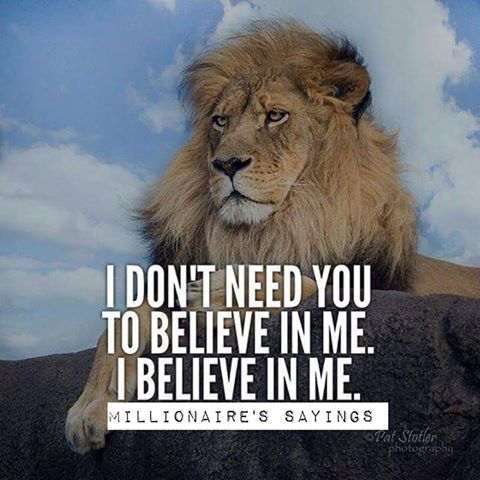 I DON'T NEED YOU
TO BELIEVE IN ME.
I BELIEVE IN ME.
MILLIONAIRE'S SAYINGS
©Pat Stotler
photography